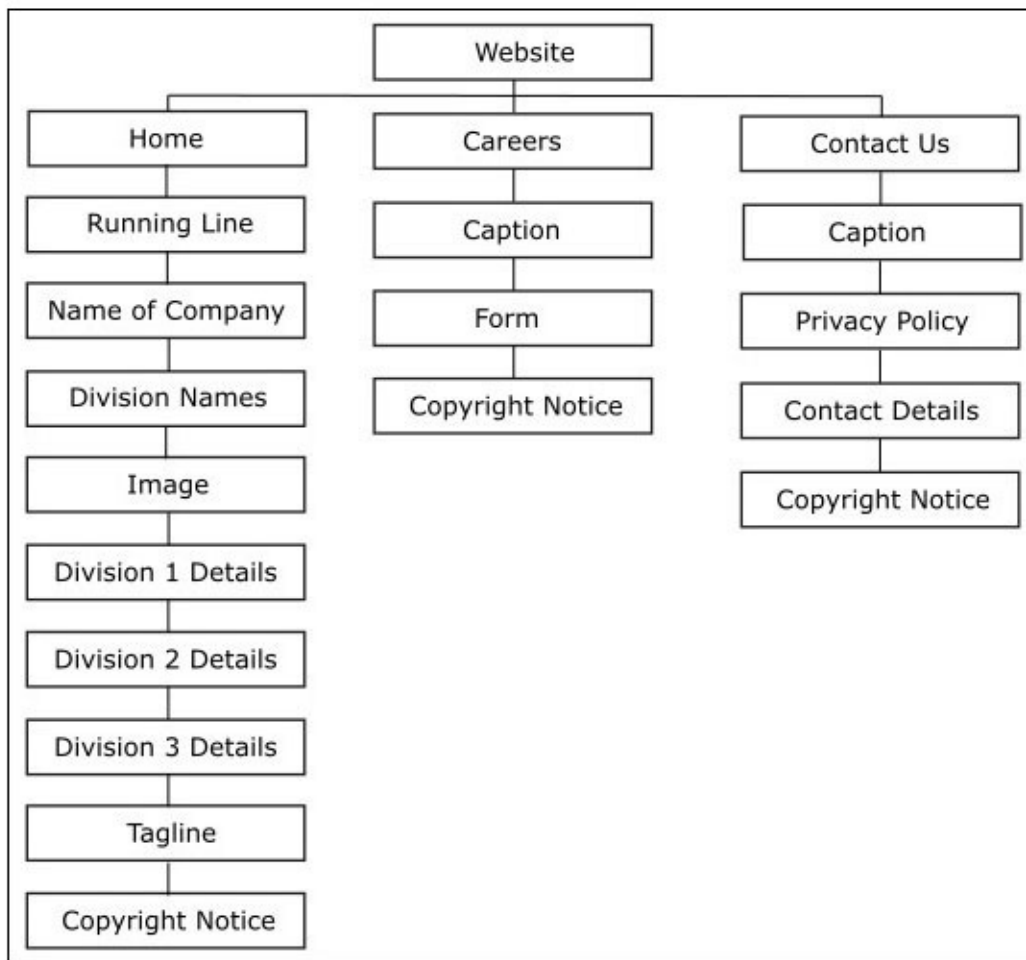 Website
Home
Running Line
Name of Company
Division Names
Image
Division 1 Details
Division 2 Details
Division 3 Details
Tagline
Copyright Notice
Careers
Caption
Form
Copyright Notice
Contact Us
Caption
Privacy Policy
Contact Details
Copyright Notice